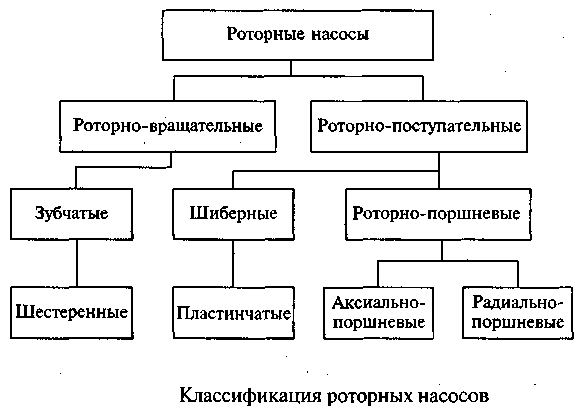 Роторные насосы
Роторно-вращательные
Роторно-поступательные
Зубчатые
Шиберные
Роторно-поршневые
Шестеренные
Пластинчатые
Аксиально-
поршневые
Радиально-
поршневые
Классификация роторных насосов